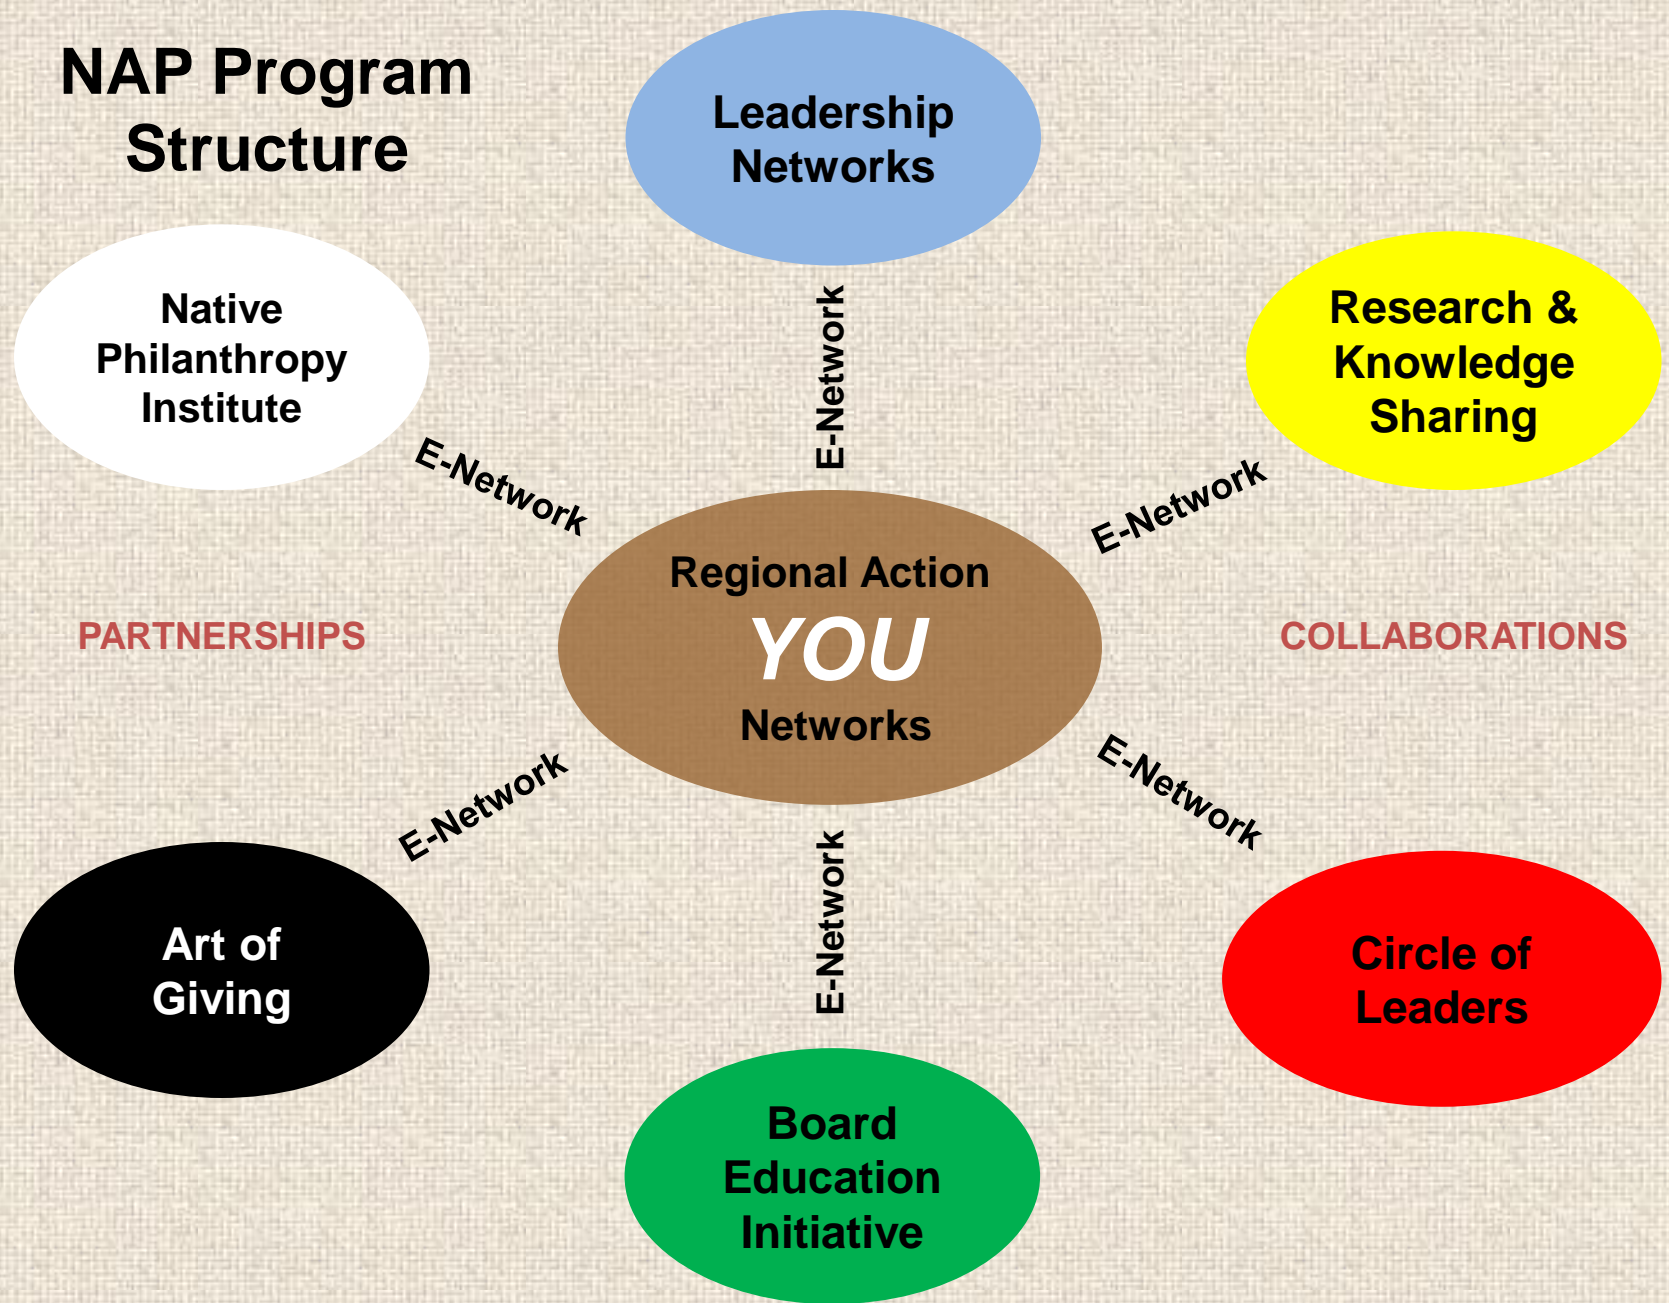 NAP Program
Structure
Leadership
Networks
Native
Philanthropy
Institute
Research &
Knowledge
Sharing
E-Network
E-Network
E-Network
Regional Action
YOU
Networks
PARTNERSHIPS
COLLABORATIONS
E-Network
E-Network
E-Network
Art of
Giving
Circle of
Leaders
Board
Education
Initiative